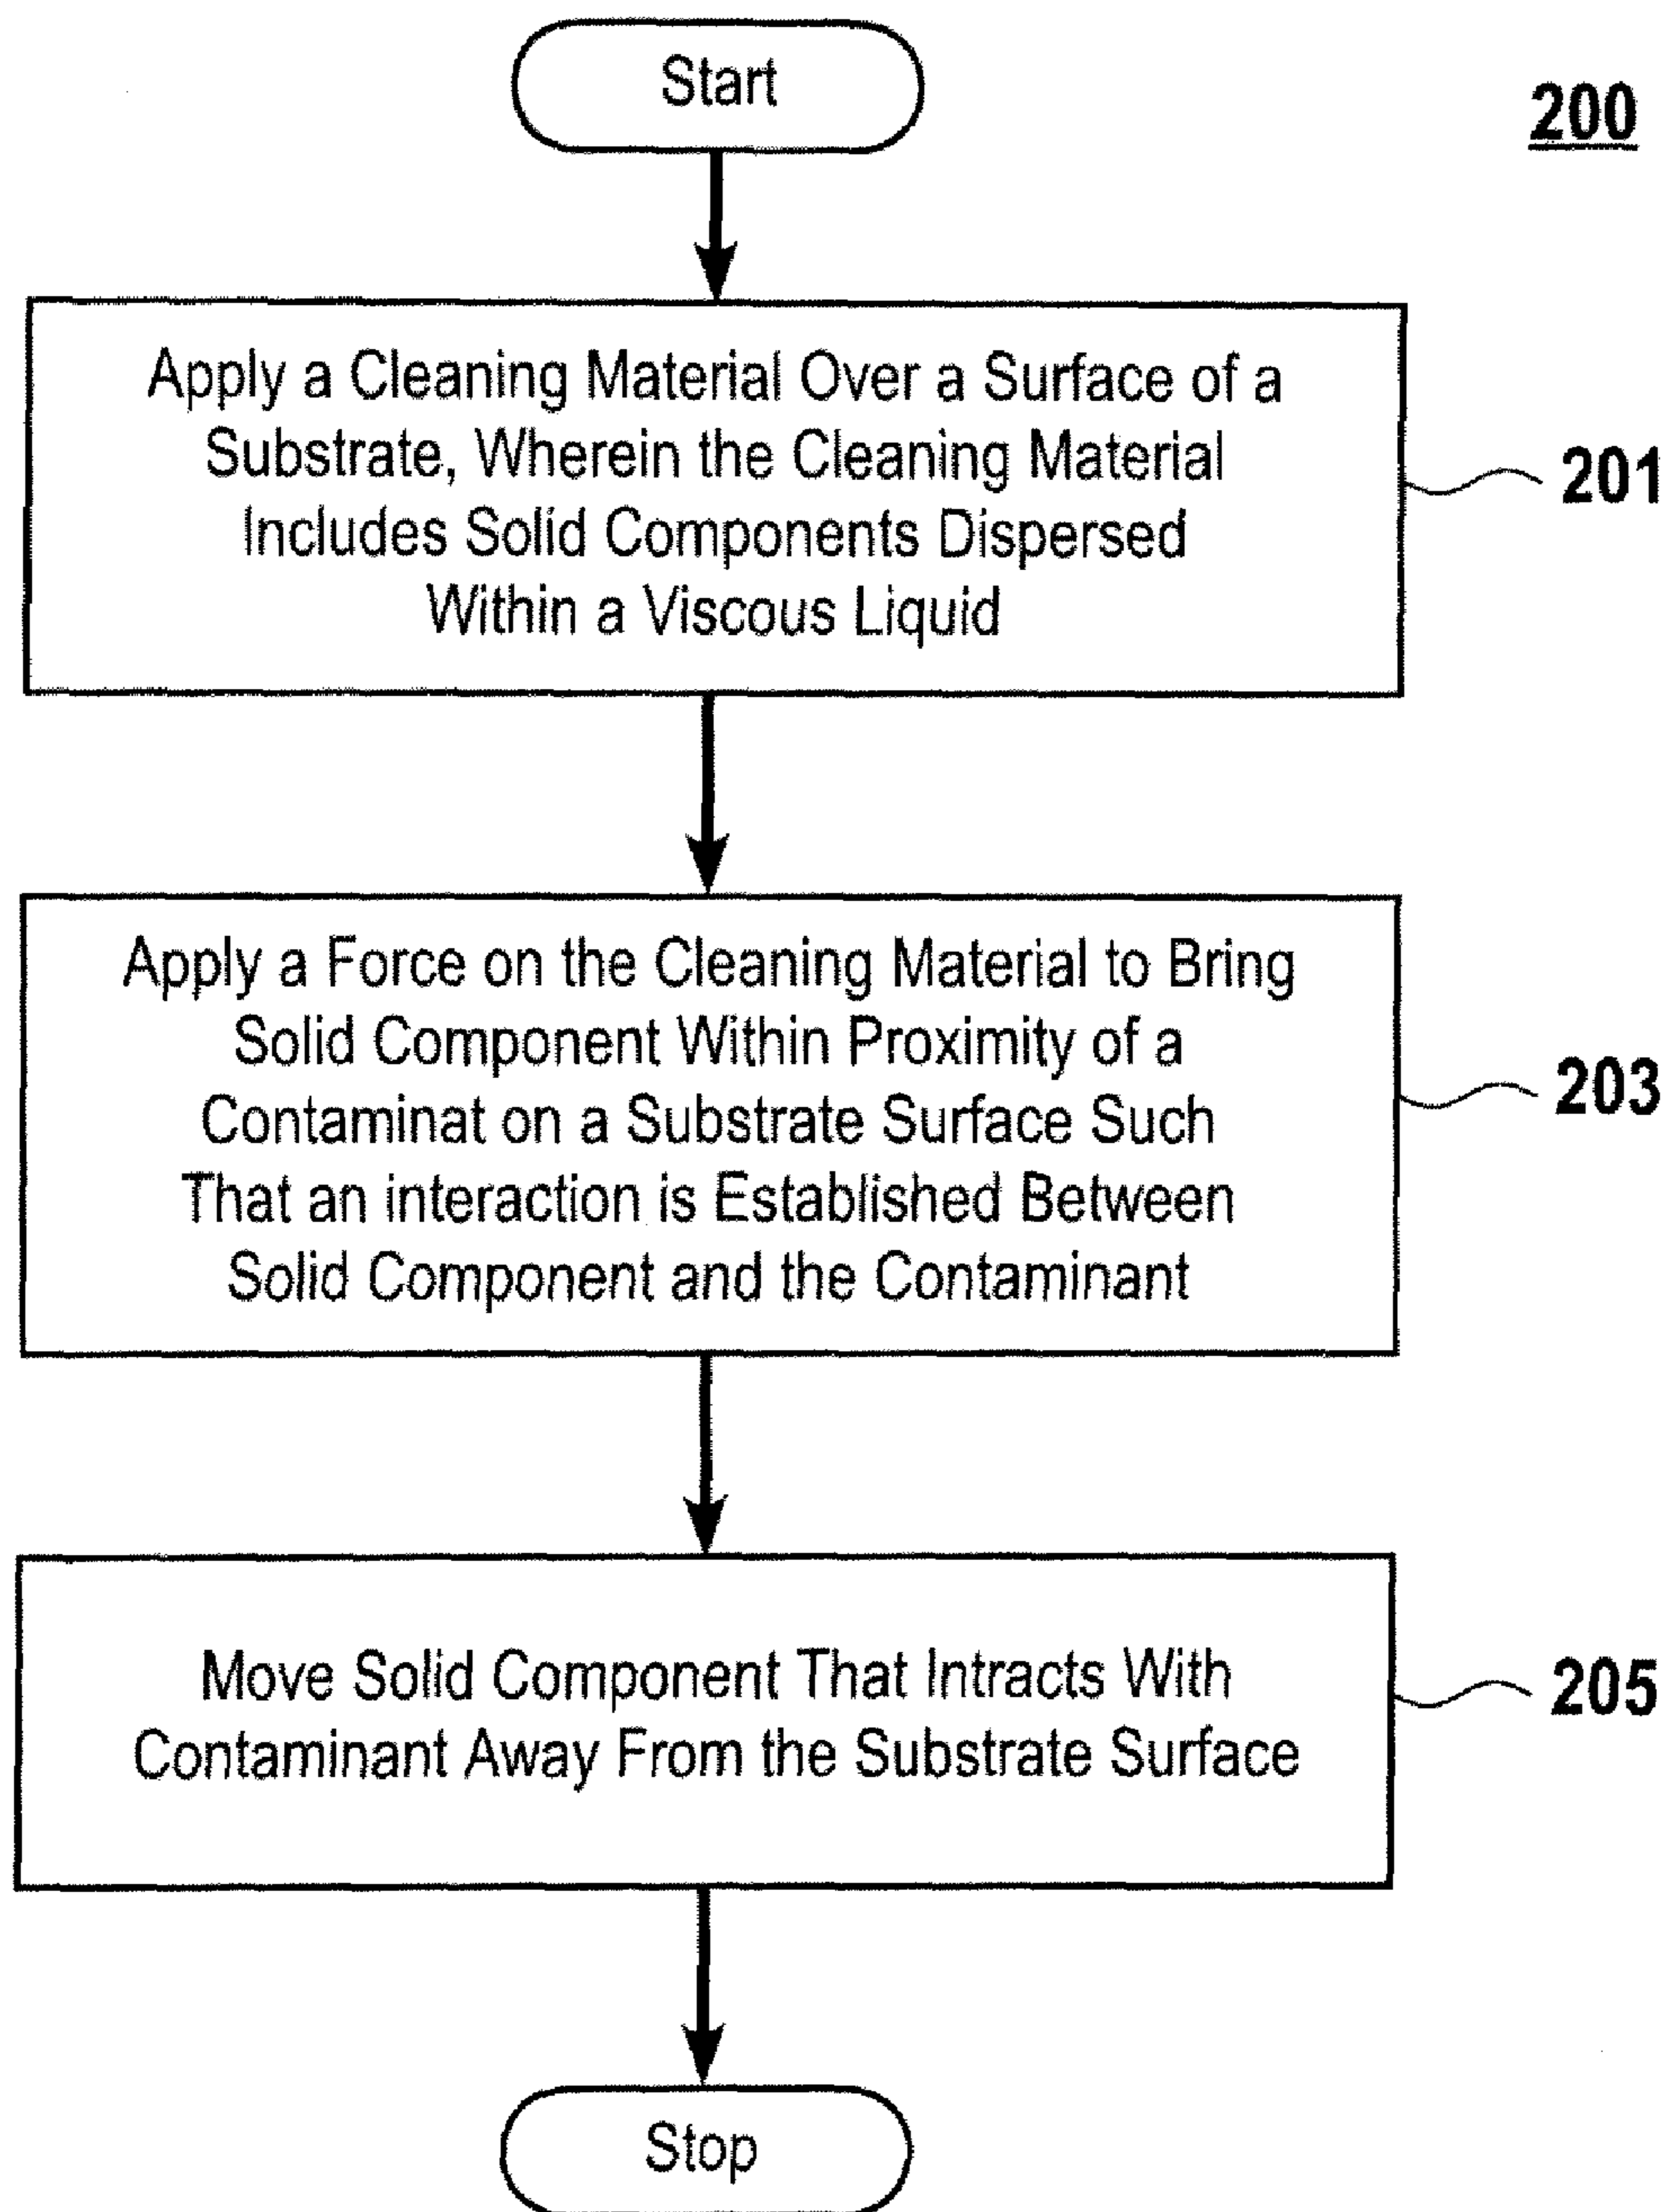 Start
200
Apply a Cleaning Material Over a Surface of a
Substrate, Wherein the Cleaning Material
Includes Solid Components Dispersed
Within a Viscous Liquid
201
Apply a Force on the Cleaning Material to Bring
Solid Component Within Proximity of a
Contaminat on a Substrate Surface Such
That an interaction is Established Between
Solid Component and the Contaminant
203
Move Solid Component That Intracts With
Contaminant Away From the Substrate Surface
205
Stop